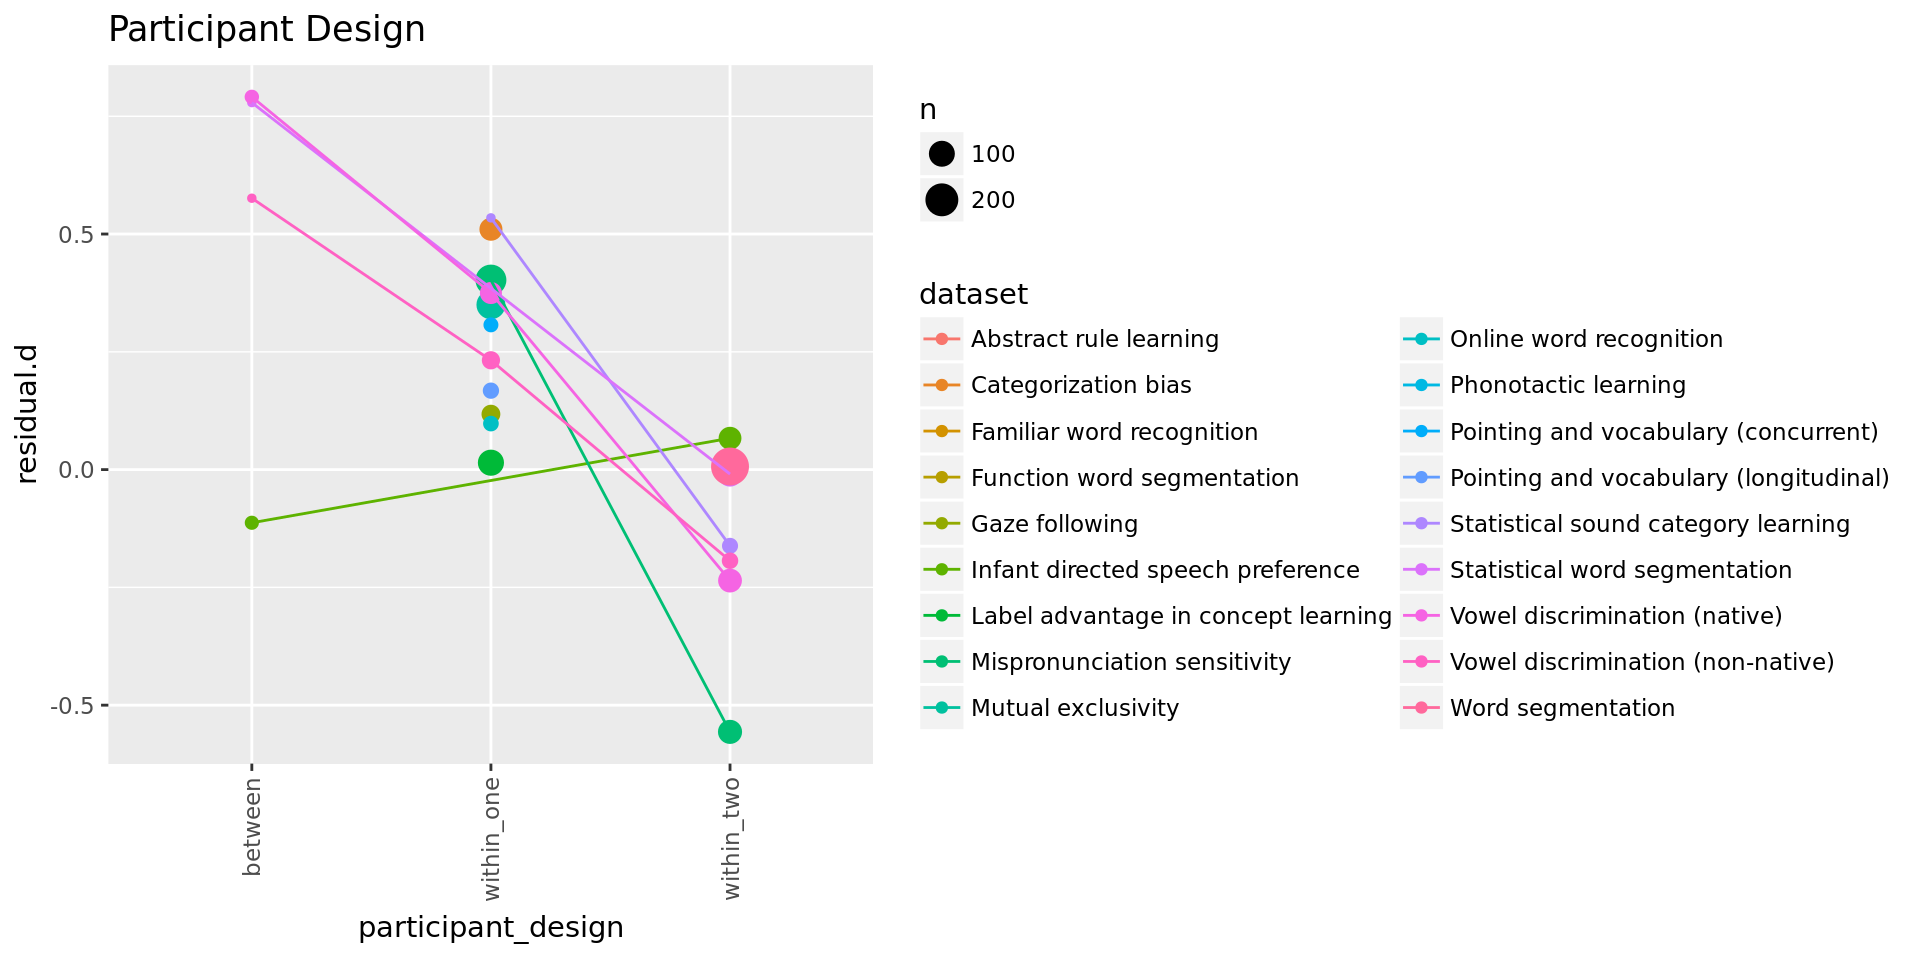 Participant Design
residual.d
0.5
0.0
-0.5
between
within_one
within_two
participant_design
n
100
200
dataset
Abstract rule learning
Categorization bias
Familiar word recognition
Function word segmentation
Gaze following
Infant directed speech preference
Label advantage in concept learning
Mispronunciation sensitivity
Mutual exclusivity
Online word recognition
Phonotactic learning
Pointing and vocabulary (concurrent)
Pointing and vocabulary (longitudinal)
Statistical sound category learning
Statistical word segmentation
Vowel discrimination (native)
Vowel discrimination (non-native)
Word segmentation